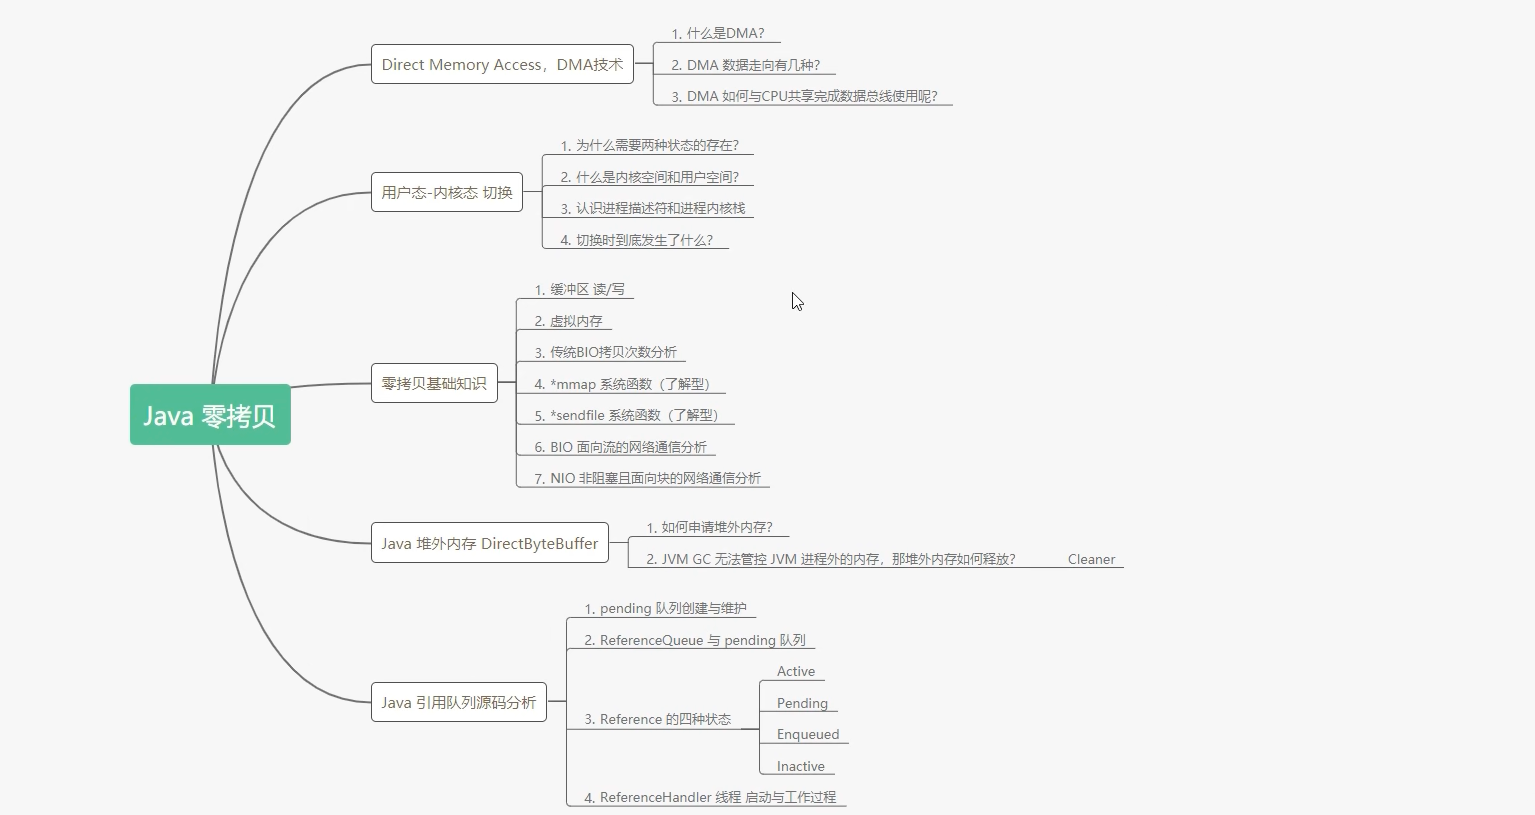 Java 零拷贝
Direct Memory Access，DMA技术
1. 什么是DMA？
2. DMA 数据走向有几种？
3. DMA 如何与CPU共享完成数据总线使用呢？
用户态-内核态 切换
1. 为什么需要两种状态的存在？
2. 什么是内核空间和用户空间？
3. 认识进程描述符和进程内核栈
4. 切换时到底发生了什么？
零拷贝基础知识
1. 缓冲区 读/写
2. 虚拟内存
3. 传统BIO拷贝次数分析
4. *mmap 系统函数（了解型）
5. *sendfile 系统函数（了解型）
6. BIO 面向流的网络通信分析
7. NIO 非阻塞且面向块的网络通信分析
Java 堆外内存 DirectByteBuffer
1. 如何申请堆外内存？
2. JVM GC 无法管控 JVM 进程外的内存，那堆外内存如何释放？ Cleaner
Java 引用队列源码分析
1. pending 队列创建与维护
2. ReferenceQueue 与 pending 队列
3. Reference 的四种状态
Active
Pending
Enqueued
Inactive
4. ReferenceHandler 线程 启动与工作过程